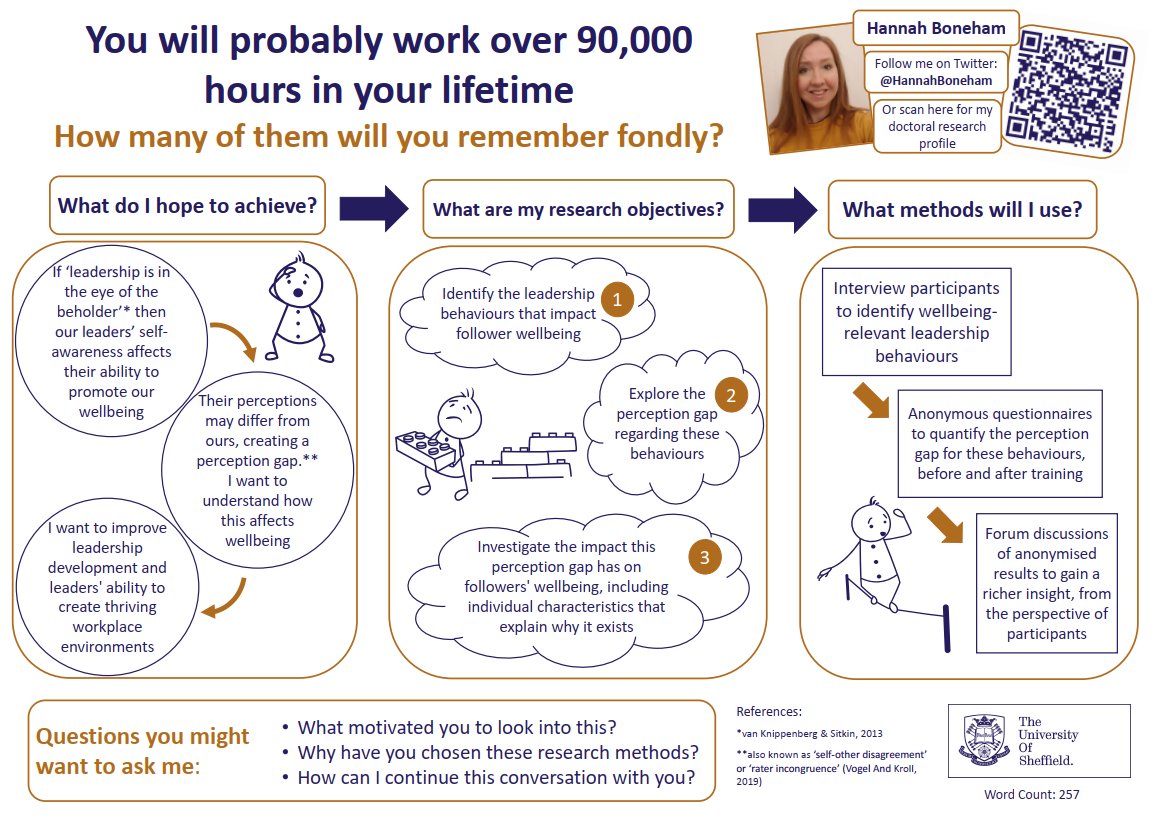 You will probably work over 90,000
hours in your lifetime
How many of them will you remember fondly?
Hannah Boneham
Follow me on Twitter:
@HannahBoneham
Or scan here for my
doctoral research
profile
What do I hope to achieve?
What are my research objectives?
What methods will I use?
If ‘leadership is in
the eye of the
beholder’* then
our leaders’ self-
awareness affects
their ability to
promote our
wellbeing
Their perceptions
may differ from
ours, creating a
perception gap.**
I want to
understand how
this affects
wellbeing
I want to improve
leadership
development and
leaders' ability to
create thriving
workplace
environments
Identify the leadership
behaviours that impact
follower wellbeing
1
Explore the
perception gap
regarding these
behaviours
2
Investigate the impact this
perception gap has on
followers' wellbeing, including
individual characteristics that
explain why it exists
3
Interview participants
to identify wellbeing-
relevant leadership
behaviours
Anonymous questionnaires
to quantify the perception
gap for these behaviours,
before and after training
Forum discussions
of anonymised
results to gain a
richer insight, from
the perspective of
participants
Questions you might
want to ask me:
• What motivated you to look into this?
• Why have you chosen these research methods?
• How can I continue this conversation with you?
References:
*van Knippenberg & Sitkin, 2013
**also known as ‘self-other disagreement’
or ‘rater incongruence’ (Vogel And Kroll,
2019)
The
University
Of
Sheffield.
Word Count: 257